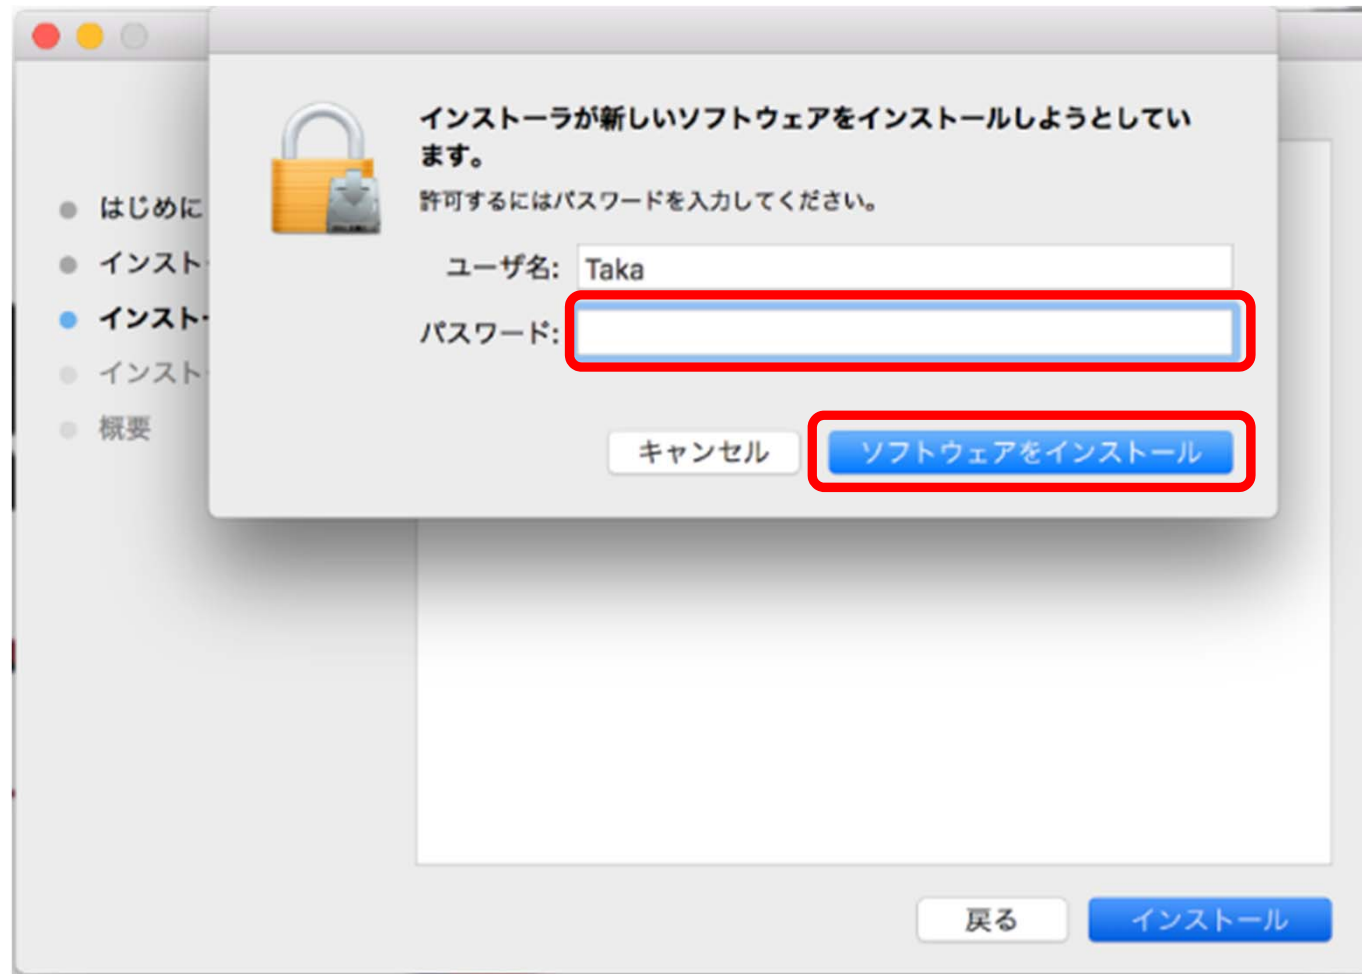 インストーラが新しいソフトウェアをインストールしようとしてい
ます。
許可するにはパスワードを入力してください。
ユーザ名: Taka
パスワード:
キャンセル
ソフトウェアをインストール
はじめに
インスト
インスト
インスト
概要
戻る
インストール